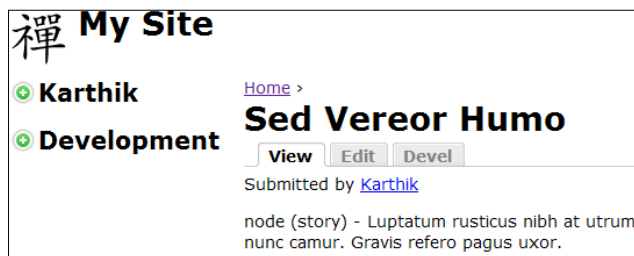 禪 My Site
Karthik
Development
Home ›
Sed Vereor Humo
View Edit Devel
Submitted by Karthik
node (story) - Luptatum rusticus nibh at utrum
nunc camur. Gravis refero pagus uxor.